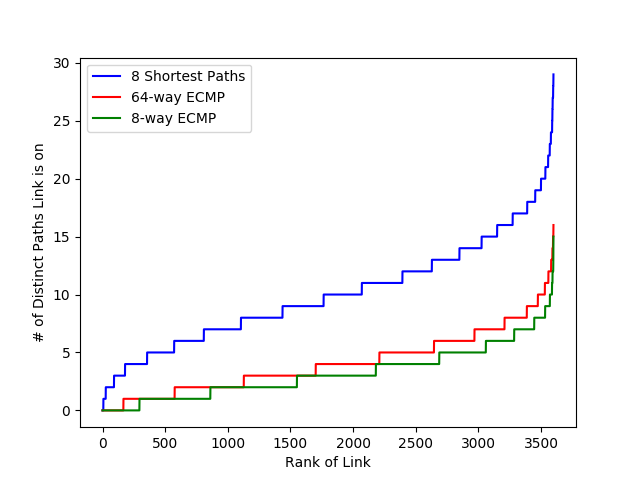 8 Shortest Paths
64-way ECMP
8-way ECMP
# of Distinct Paths Link is on
30
25
20
15
10
5
0
0 500 1000 1500 2000 2500 3000 3500
Rank of Link